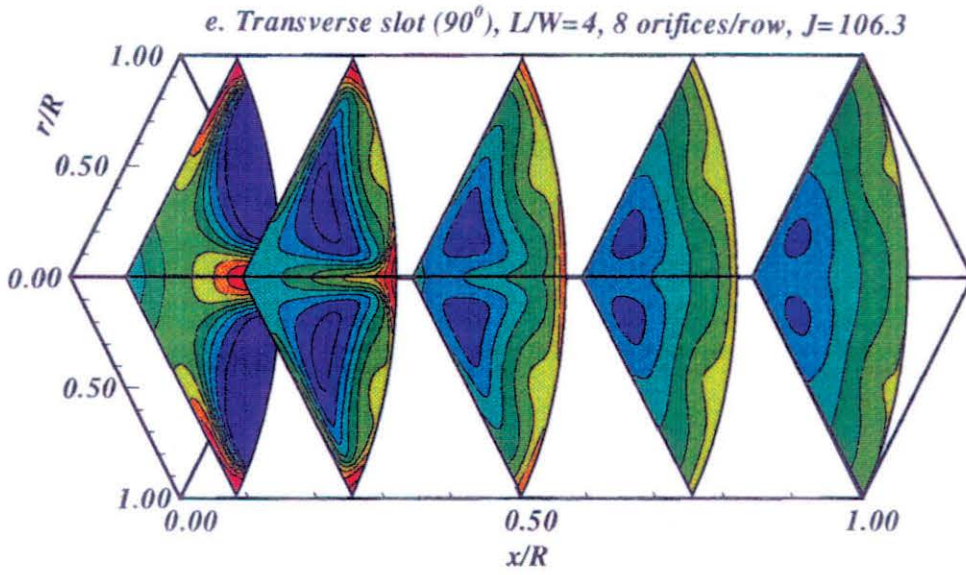 e. Transverse slot (90⁰), L/W=4, 8 orifices/row, J=106.3
1.00
r/R
0.50
0.00
0.50
1.00
0.00 0.50 1.00
x/R